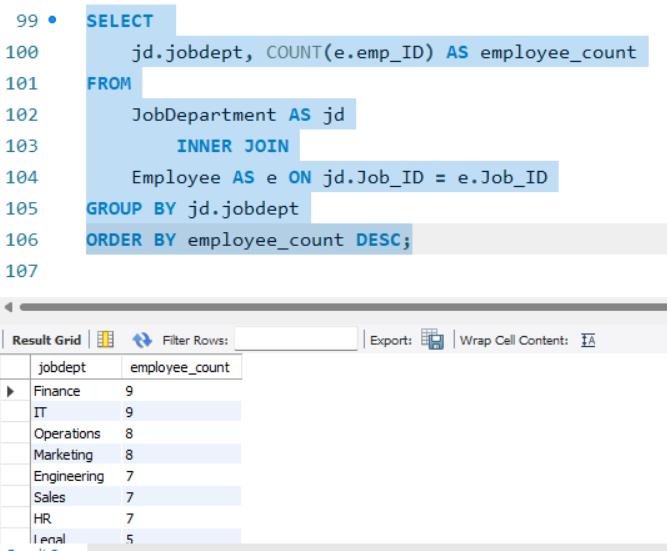 99 SELECT
100 jd.jobdept, COUNT(e.emp_ID) AS employee_count
101 FROM
102 JobDepartment AS jd
103 INNER JOIN
104 Employee AS e ON jd.Job_ID = e.Job_ID
105 GROUP BY jd.jobdept
106 ORDER BY employee_count DESC;
107
Result Grid Filter Rows: Export: Wrap Cell Content: IA
jobdept employee_count
Finance 9
IT 9
Operations 8
Marketing 8
Engineering 7
Sales 7
HR 7
Legal 5